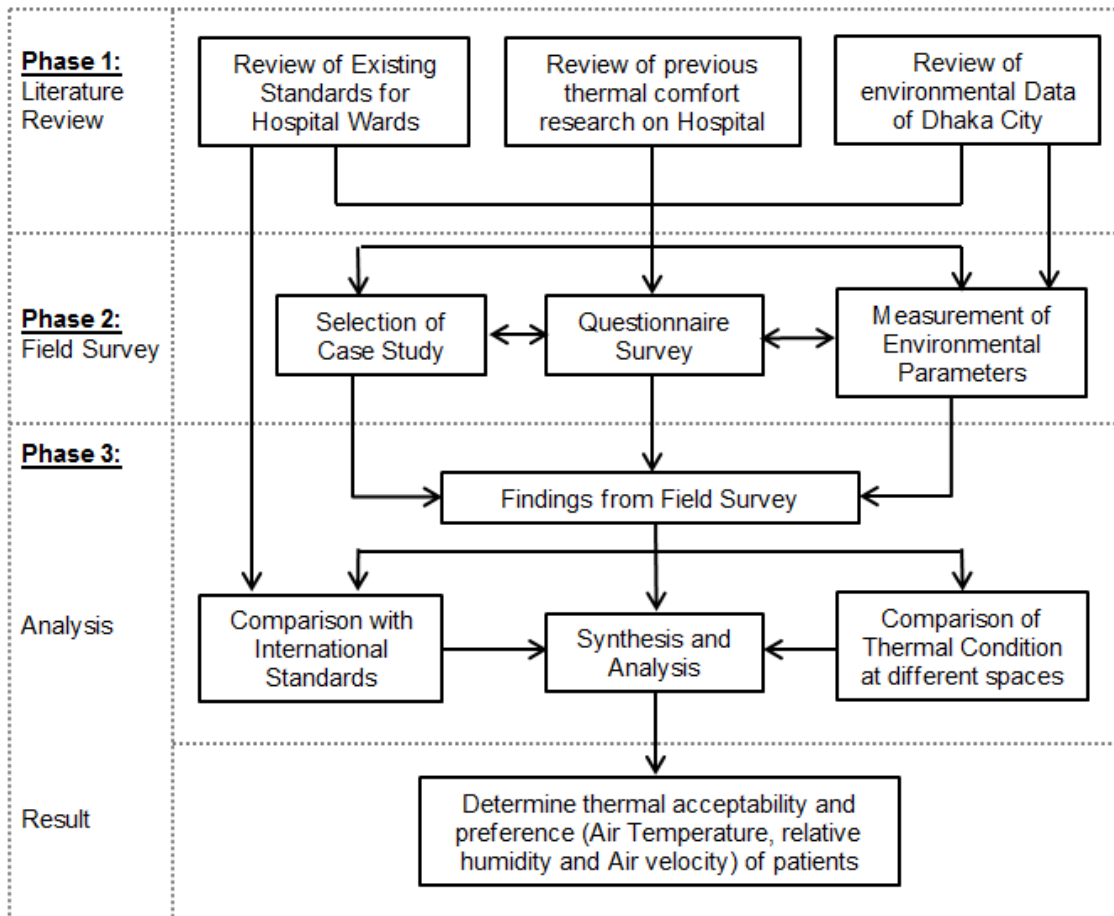 Phase 1:
Literature
Review
Review of Existing
Standards for
Hospital Wards
Review of previous
thermal comfort
research on Hospital
Review of
environmental Data
of Dhaka City
Phase 2:
Field Survey
Selection of
Case Study
Questionnaire
Survey
Measurement of
Environmental
Parameters
Phase 3:
Findings from Field Survey
Analysis
Comparison with
International
Standards
Synthesis and
Analysis
Comparison of
Thermal Condition
at different spaces
Result
Determine thermal acceptability and
preference (Air Temperature, relative
humidity and Air velocity) of patients